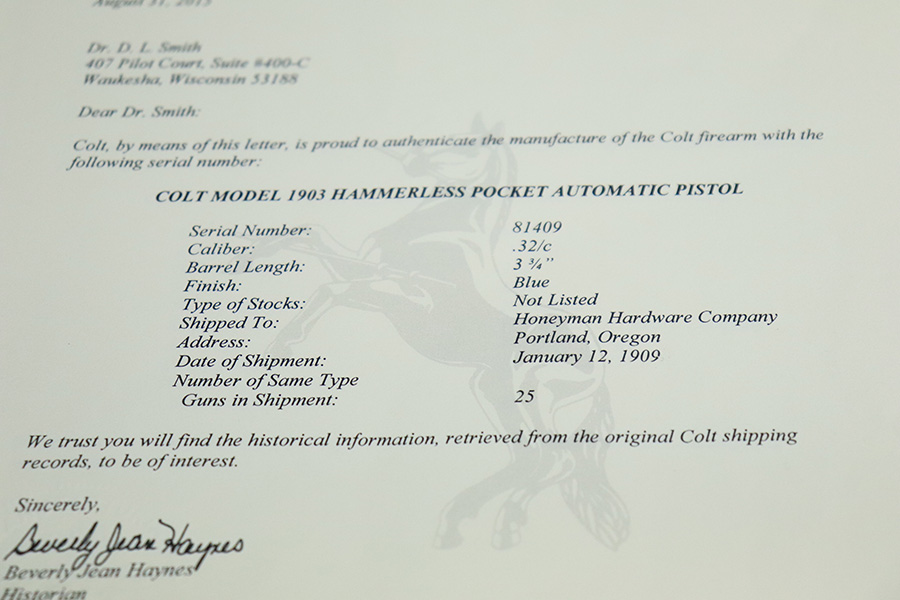 August 31, 2015
Dr. D. L. Smith
407 Pilot Court, Suite #400-C
Waukesha, Wisconsin 53188
Dear Dr. Smith:
Colt, by means of this letter, is proud to authenticate the manufacture of the Colt firearm with the
following serial number:
COLT MODEL 1903 HAMMERLESS POCKET AUTOMATIC PISTOL
Serial Number: 81409
Caliber: .32/c
Barrel Length: 3 ¾”
Finish: Blue
Type of Stocks: Not Listed
Shipped To: Honeyman Hardware Company
Address: Portland, Oregon
Date of Shipment: January 12, 1909
Number of Same Type
Guns in Shipment: 25
We trust you will find the historical information, retrieved from the original Colt shipping
records, to be of interest.
Sincerely,
Beverly Jean Haynes
Beverly Jean Haynes
Historian